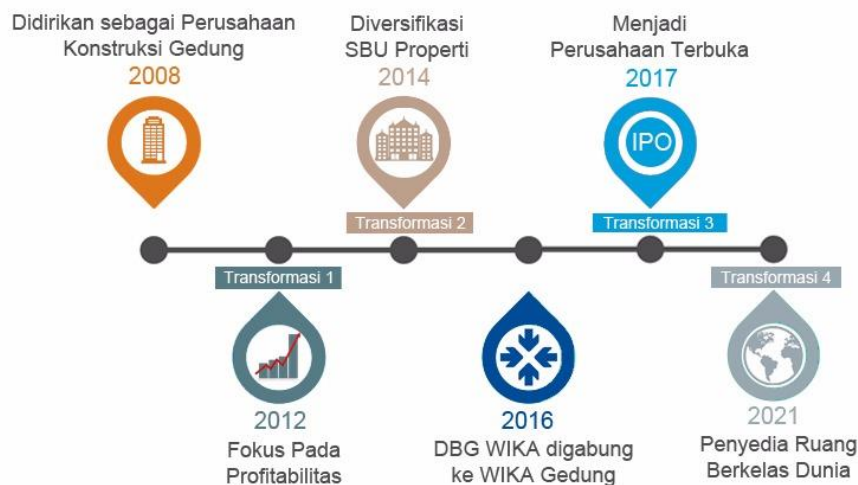 Didirikan sebagai Perusahaan
Konstruksi Gedung
2008
Diversifikasi
SBU Properti
2014
Menjadi
Perusahaan Terbuka
2017
IPO
Transformasi 2
Transformasi 3
Transformasi 1
Transformasi 4
2012
Fokus Pada
Profitabilitas
2016
DBG WIKA digabung
ke WIKA Gedung
2021
Penyedia Ruang
Berkelas Dunia